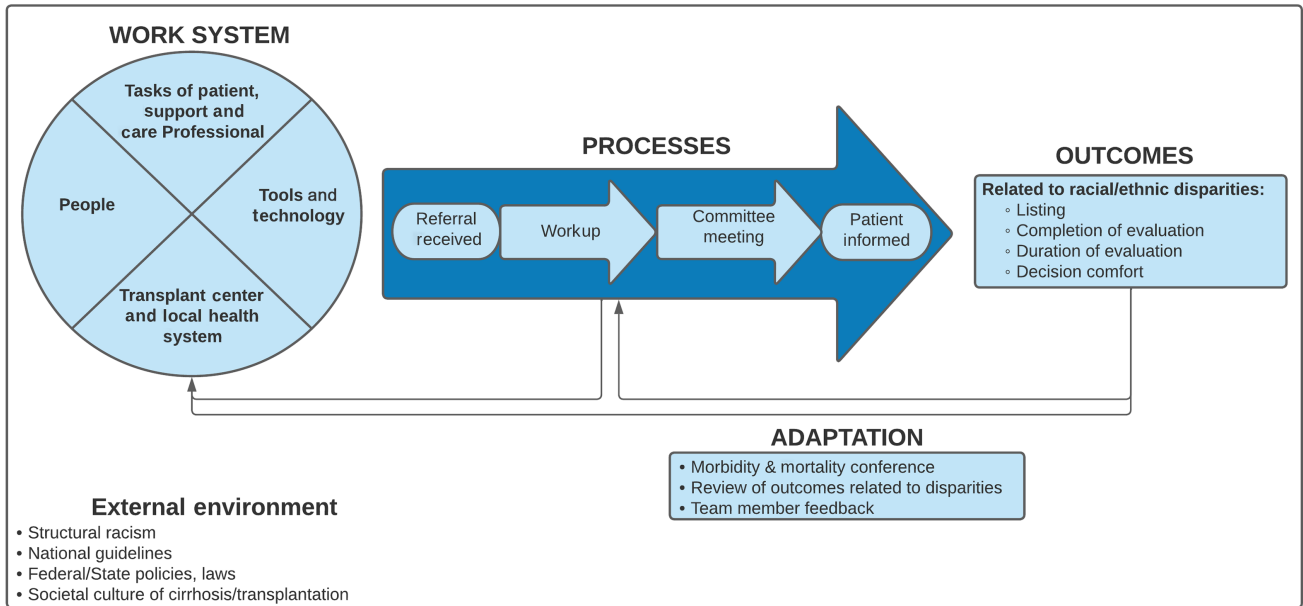 WORK SYSTEM
Tasks of patient,
support and
care Professional
People
Tools and
technology
Transplant center
and local health
system
PROCESSES
Referral
received
Workup
Committee
meeting
Patient
informed
OUTCOMES
Related to racial/ethnic disparities:
◦ Listing
◦ Completion of evaluation
◦ Duration of evaluation
◦ Decision comfort
ADAPTATION
• Morbidity & mortality conference
• Review of outcomes related to disparities
• Team member feedback
External environment
• Structural racism
• National guidelines
• Federal/State policies, laws
• Societal culture of cirrhosis/transplantation